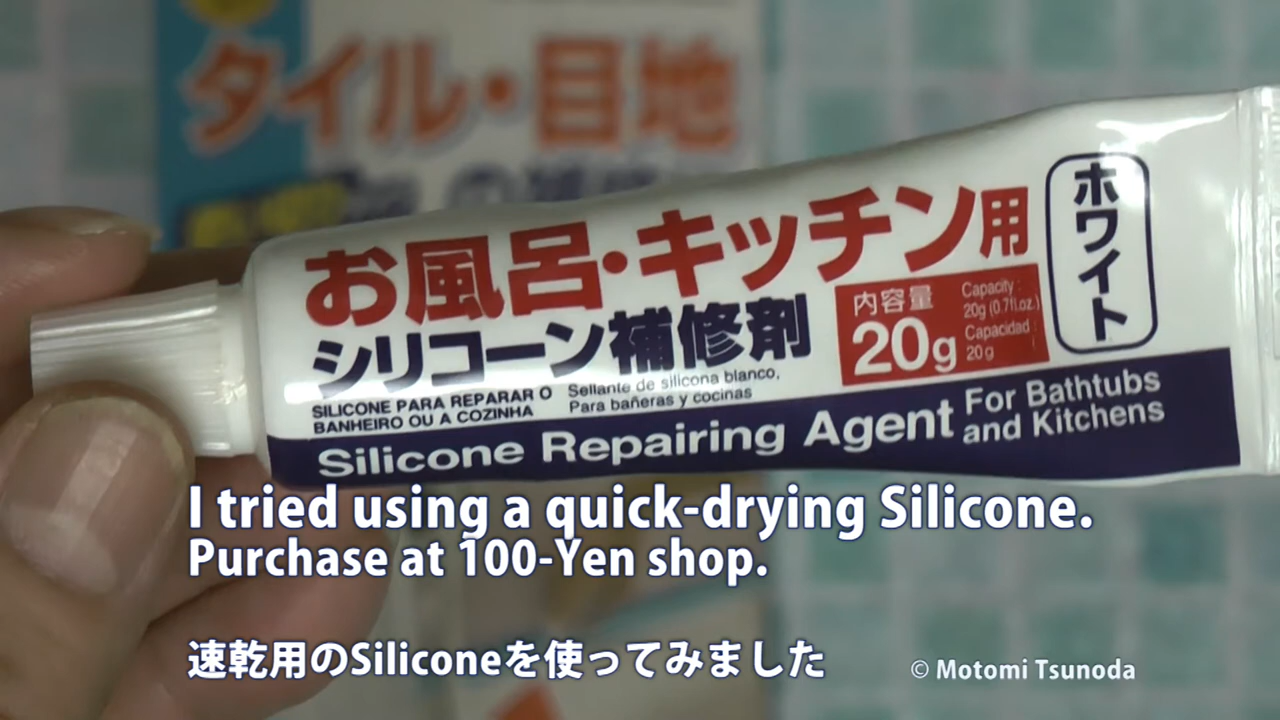 タイル・目地
お風呂・キッチン用
ホワイト
シリコーン補修剤
内容量
20g
Capacity :
20g (0.7fl.oz.)
Capacidad :
20g
SILICONE PARA REPARAR O
BANHEIRO OU A COZINHA
Sellante de silicona blanco,
Para bañeras y cocinas
Silicone Repairing Agent
For Bathtubs
and Kitchens
I tried using a quick-drying Silicone.
Purchase at 100-Yen shop.
速乾用のSiliconeを使ってみました
© Motomi Tsunoda